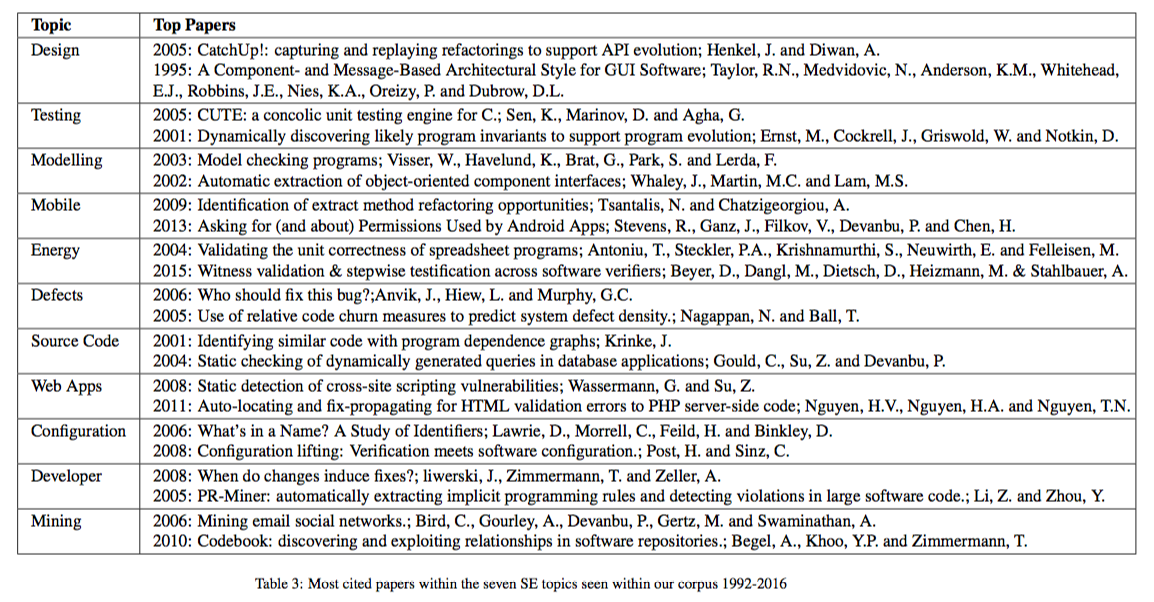 Topic Top Papers
Design 2005: CatchUp!: capturing and replaying refactorings to support API evolution; Henkel, J. and Diwan, A.
1995: A Component- and Message-Based Architectural Style for GUI Software; Taylor, R.N., Medvidovic, N., Anderson, K.M., Whitehead,
E.J., Robbins, J.E., Nies, K.A., Oreizy, P. and Dubrow, D.L.
Testing 2005: CUTE: a concolic unit testing engine for C.; Sen, K., Marinov, D. and Agha, G.
2001: Dynamically discovering likely program invariants to support program evolution; Ernst, M., Cockrell, J., Griswold, W. and Notkin, D.
Modelling 2003: Model checking programs; Visser, W., Havelund, K., Brat, G., Park, S. and Lerda, F.
2002: Automatic extraction of object-oriented component interfaces; Whaley, J., Martin, M.C. and Lam, M.S.
Mobile 2009: Identification of extract method refactoring opportunities; Tsantalis, N. and Chatzigeorgiou, A.
2013: Asking for (and about) Permissions Used by Android Apps; Stevens, R., Ganz, J., Filkov, V., Devanbu, P. and Chen, H.
Energy 2004: Validating the unit correctness of spreadsheet programs; Antoniu, T., Steckler, P.A., Krishnamurthi, S., Neuwirth, E. and Felleisen, M.
2015: Witness validation & stepwise testification across software verifiers; Beyer, D., Dangl, M., Dietsch, D., Heizmann, M. & Stahlbauer, A.
Defects 2006: Who should fix this bug?;Anvik, J., Hiew, L. and Murphy, G.C.
2005: Use of relative code churn measures to predict system defect density.; Nagappan, N. and Ball, T.
Source Code 2001: Identifying similar code with program dependence graphs; Krinke, J.
2004: Static checking of dynamically generated queries in database applications; Gould, C., Su, Z. and Devanbu, P.
Web Apps 2008: Static detection of cross-site scripting vulnerabilities; Wassermann, G. and Su, Z.
2011: Auto-locating and fix-propagating for HTML validation errors to PHP server-side code; Nguyen, H.V., Nguyen, H.A. and Nguyen, T.N.
Configuration 2006: What's in a Name? A Study of Identifiers; Lawrie, D., Morrell, C., Feild, H. and Binkley, D.
2008: Configuration lifting: Verification meets software configuration.; Post, H. and Sinz, C.
Developer 2008: When do changes induce fixes?; liwerski, J., Zimmermann, T. and Zeller, A.
2005: PR-Miner: automatically extracting implicit programming rules and detecting violations in large software code.; Li, Z. and Zhou, Y.
Mining 2006: Mining email social networks.; Bird, C., Gourley, A., Devanbu, P., Gertz, M. and Swaminathan, A.
2010: Codebook: discovering and exploiting relationships in software repositories.; Begel, A., Khoo, Y.P. and Zimmermann, T.
Table 3: Most cited papers within the seven SE topics seen within our corpus 1992-2016